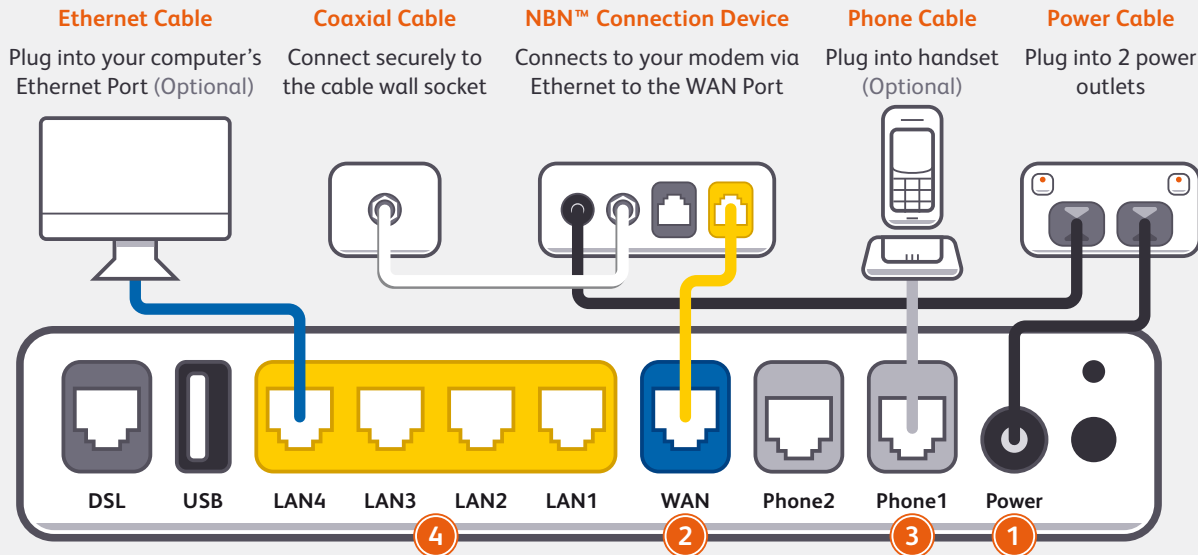 Ethernet Cable
Plug into your computer's
Ethernet Port (Optional)
Coaxial Cable
Connect securely to
the cable wall socket
NBN™ Connection Device
Connects to your modem via
Ethernet to the WAN Port
Phone Cable
Plug into handset
(Optional)
Power Cable
Plug into 2 power
outlets
DSL USB LAN4 LAN3 LAN2 LAN1 WAN Phone2 Phone1 Power
4 2 3 1